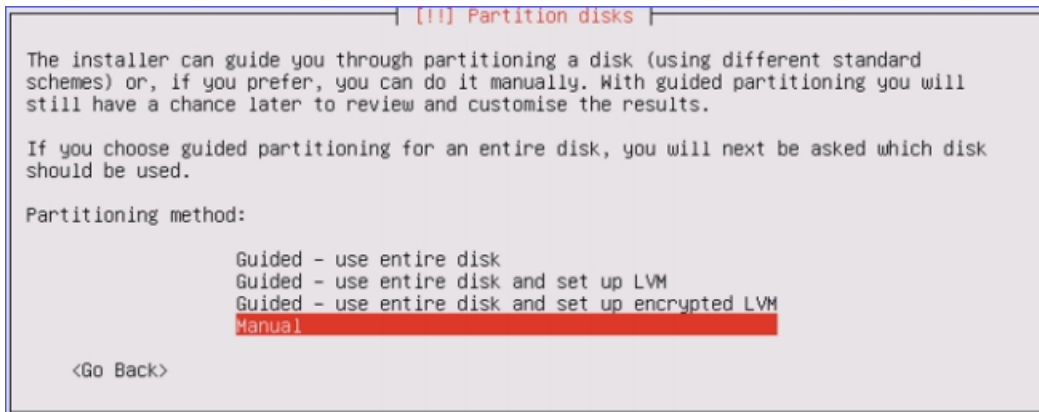 [!!] Partition disks
The installer can guide you through partitioning a disk (using different standard
schemes) or, if you prefer, you can do it manually. With guided partitioning you will
still have a chance later to review and customise the results.
If you choose guided partitioning for an entire disk, you will next be asked which disk
should be used.
Partitioning method:
Guided - use entire disk
Guided - use entire disk and set up LVM
Guided - use entire disk and set up encrypted LVM
Manual
<Go Back>